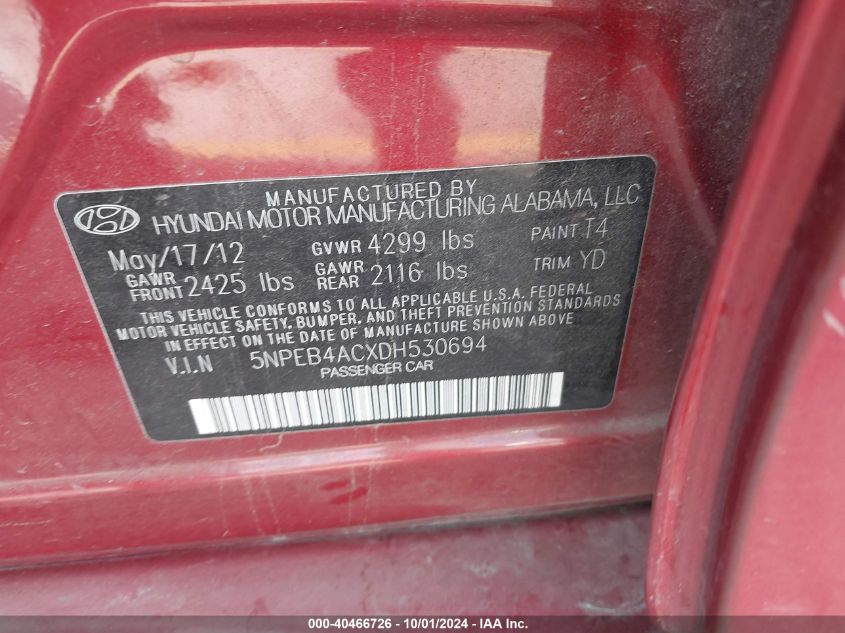 MANUFACTURED BY
HYUNDAI MOTOR MANUFACTURING ALABAMA, LLC
May/17/12 GVWR 4299 lbs PAINT T4
GAWR FRONT 2425 lbs GAWR REAR 2116 lbs TRIM YD
THIS VEHICLE CONFORMS TO ALL APPLICABLE U.S.A. FEDERAL
MOTOR VEHICLE SAFETY, BUMPER, AND THEFT PREVENTION STANDARDS
IN EFFECT ON THE DATE OF MANUFACTURE SHOWN ABOVE
V.I.N 5NPEB4ACXDH530694
PASSENGER CAR
000-40466726 - 10/01/2024 - IAA Inc.